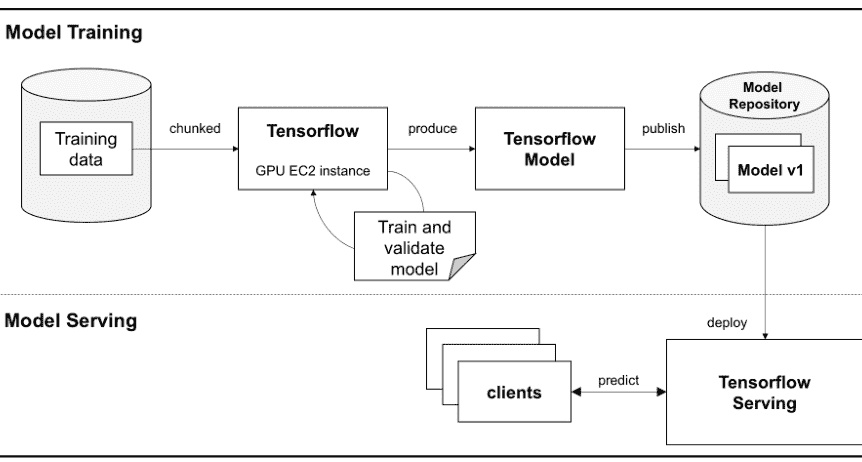 Model Training
Training
data
chunked
Tensorflow
GPU EC2 instance
Train and
validate
model
produce
Tensorflow
Model
publish
Model
Repository
Model v1
Model Serving
deploy
clients
predict
Tensorflow
Serving